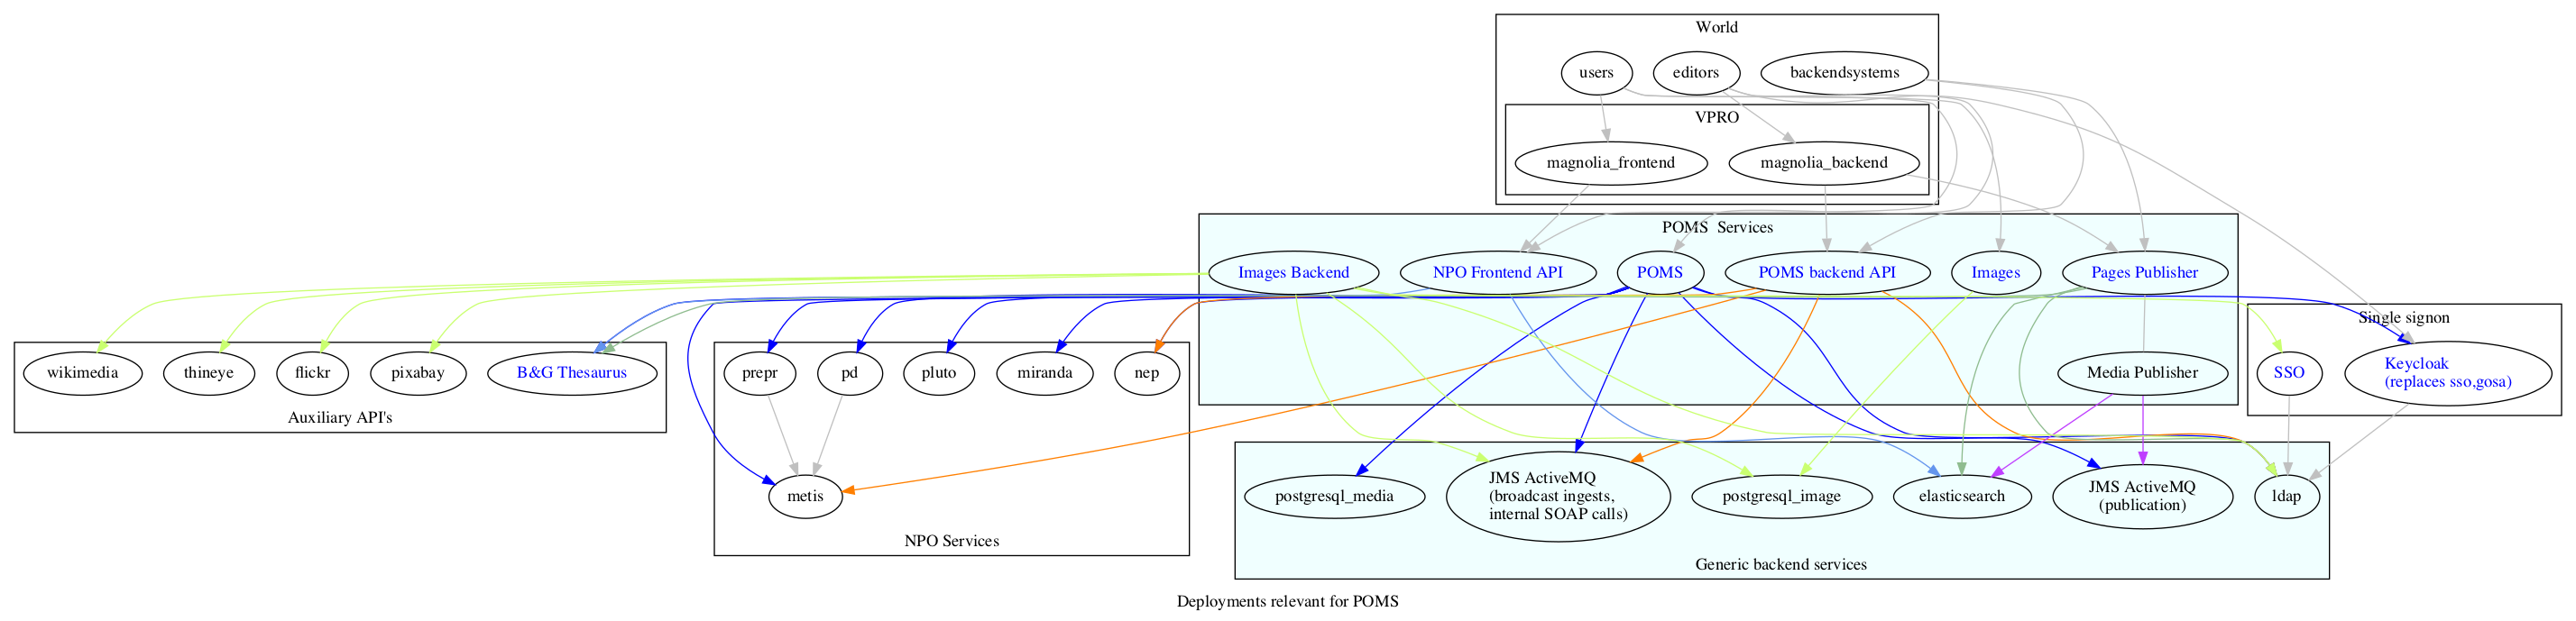 World
users
editors
backendsystems
VPRO
magnolia_frontend
magnolia_backend
POMS  Services
Images Backend
NPO Frontend API
POMS
POMS backend API
Images
Pages Publisher
Single signon
wikimedia
thineye
flickr
pixabay
B&G Thesaurus
prepr
pd
pluto
miranda
nep
Media Publisher
SSO
Keycloak
(replaces sso,gosa)
Auxiliary API's
metis
postgresql_media
JMS ActiveMQ
(broadcast ingests,
internal SOAP calls)
postgresql_image
elasticsearch
JMS ActiveMQ
(publication)
ldap
NPO Services
Generic backend services
Deployments relevant for POMS